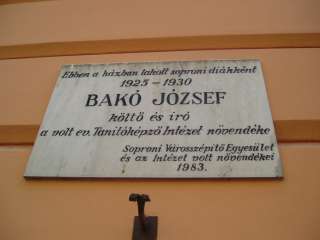 Ebben a házban lakott soproni diákként
1925-1930
BAKÓ JÓZSEF
költő és író
a volt ev. Tanítóképző Intézet növendéke
Soproni Városszépítő Egyesület
és az Intézet volt növendékei
1983.